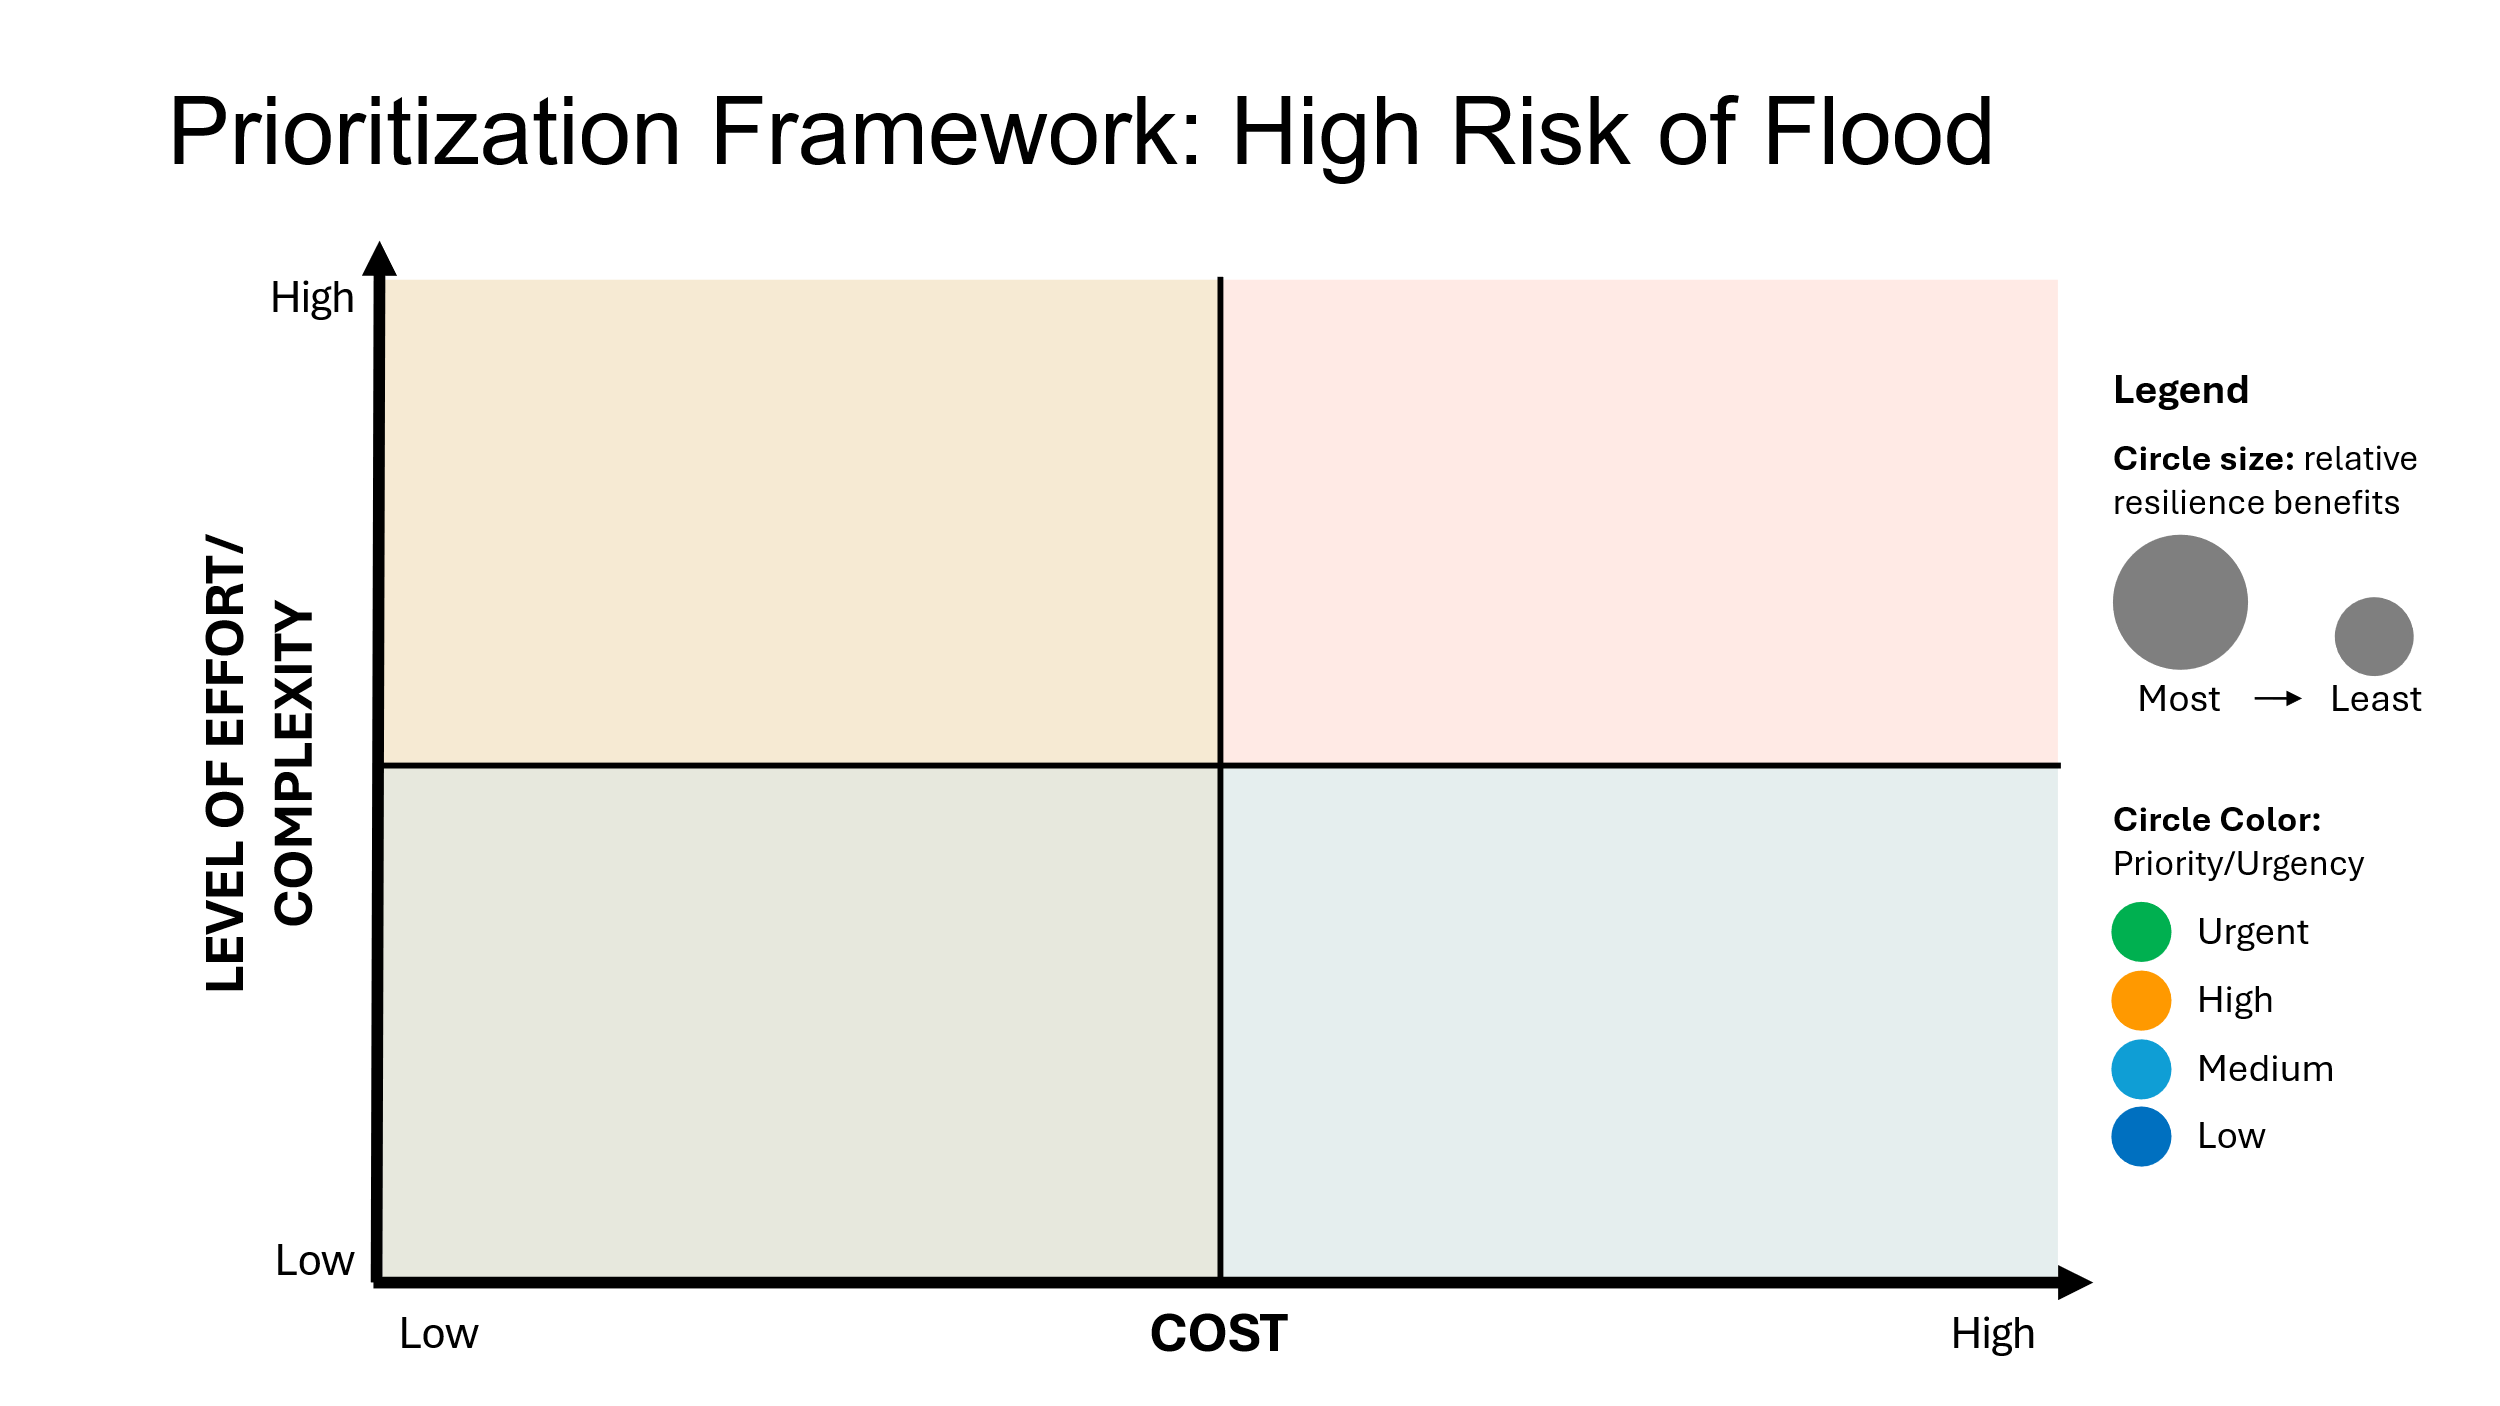 Prioritization Framework: High Risk of Flood
High
LEVEL OF EFFORT/
COMPLEXITY
Low
Low
COST
High
Legend
Circle size: relative
resilience benefits
Most
Least
Circle Color:
Priority/Urgency
Urgent
High
Medium
Low